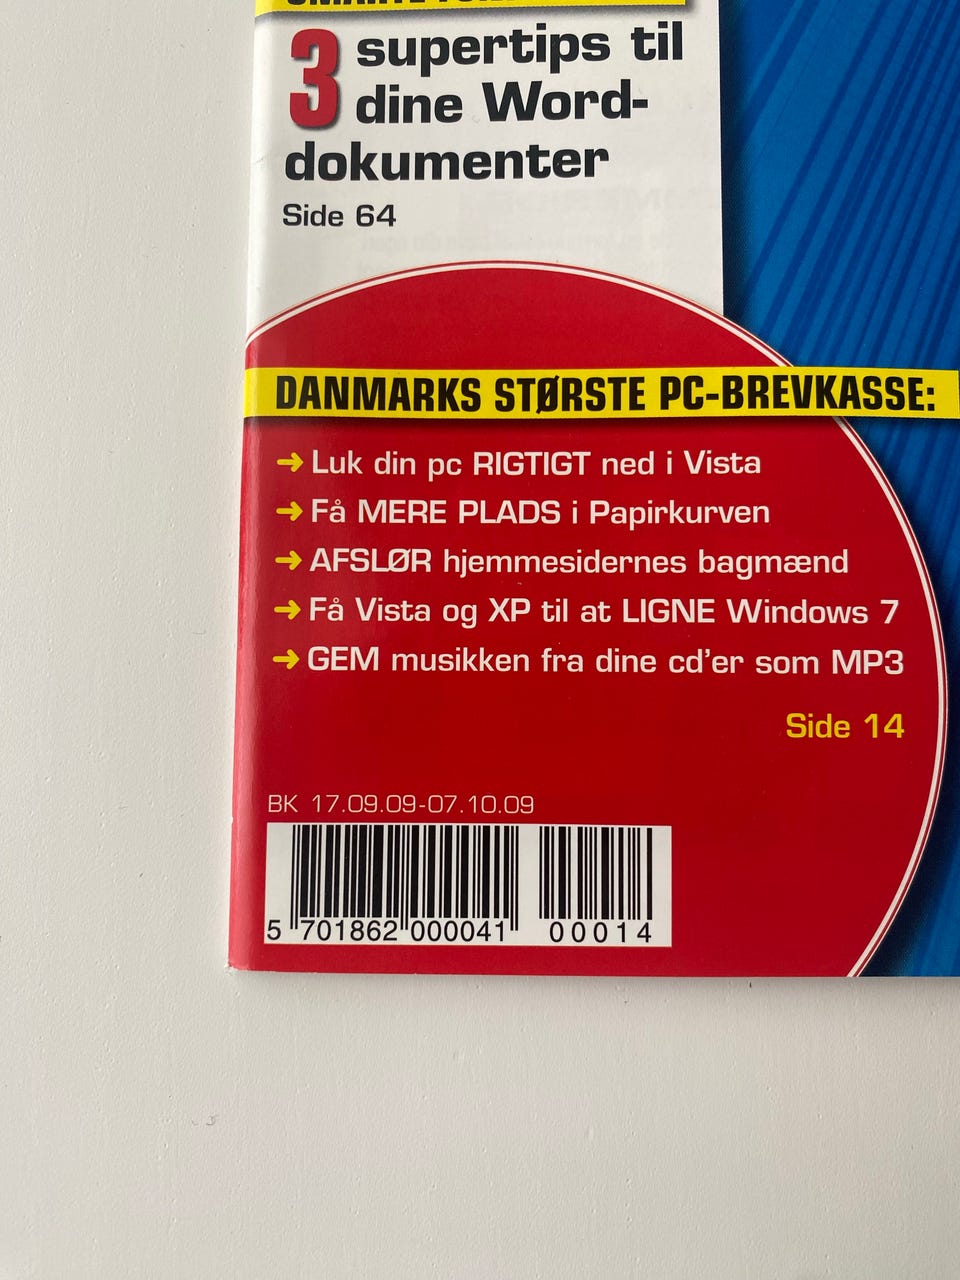 3 supertips til
dine Word-
dokumenter
Side 64
DANMARKS STØRSTE PC-BREVKASSE:
➔ Luk din pc RIGTIGT ned i Vista
➔ Få MERE PLADS i Papirkurven
➔ AFSLØR hjemmesidernes bagmænd
➔ Få Vista og XP til at LIGNE Windows 7
➔ GEM musikken fra dine cd'er som MP3
Side 14
BK 17.09.09-07.10.09
5 701862 000041 00014